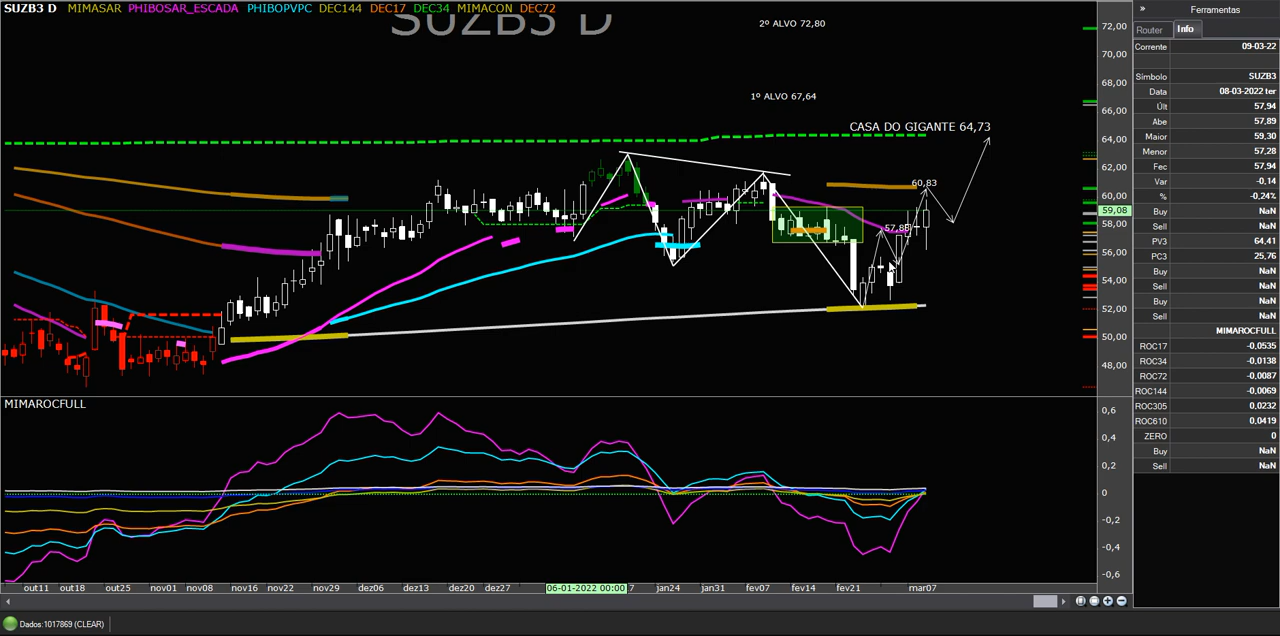 SUZB3 D MIMASAR PHIBOSAR_ESCADA PHIBOPVPC DEC144 DEC17 DEC34 MIMACON DEC72
SUZB3 D
2º ALVO 72,80
1º ALVO 67,64
CASA DO GIGANTE 64,73
60,83
57,88
72,00
70,00
68,00
66,00
64,00
62,00
60,00
59,08
58,00
56,00
54,00
52,00
50,00
48,00
MIMAROCFULL
0,6
0,4
0,2
0
-0,2
-0,4
-0,6
out11 out18 out25 nov01 nov08 nov16 nov22 nov29 dez06 dez13 dez20 dez27 06-01-2022 00:00 7 jan24 jan31 fev07 fev14 fev21 mar07
Dados:1017869 (CLEAR)
» Ferramentas
Router Info
Corrente 09-03-22
Símbolo SUZB3
Data 08-03-2022 ter
Últ 57,94
Abe 57,89
Maior 59,30
Menor 57,28
Fec 57,94
Var -0,14
% -0,24%
Buy NaN
Sell NaN
PV3 64,41
PC3 25,76
Buy NaN
Sell NaN
Buy NaN
Sell NaN
MIMAROCFULL
ROC17 -0,0535
ROC34 -0,0138
ROC72 -0,0087
ROC144 -0,0069
ROC305 0,0232
ROC610 0,0419
ZERO 0
Buy NaN
Sell NaN